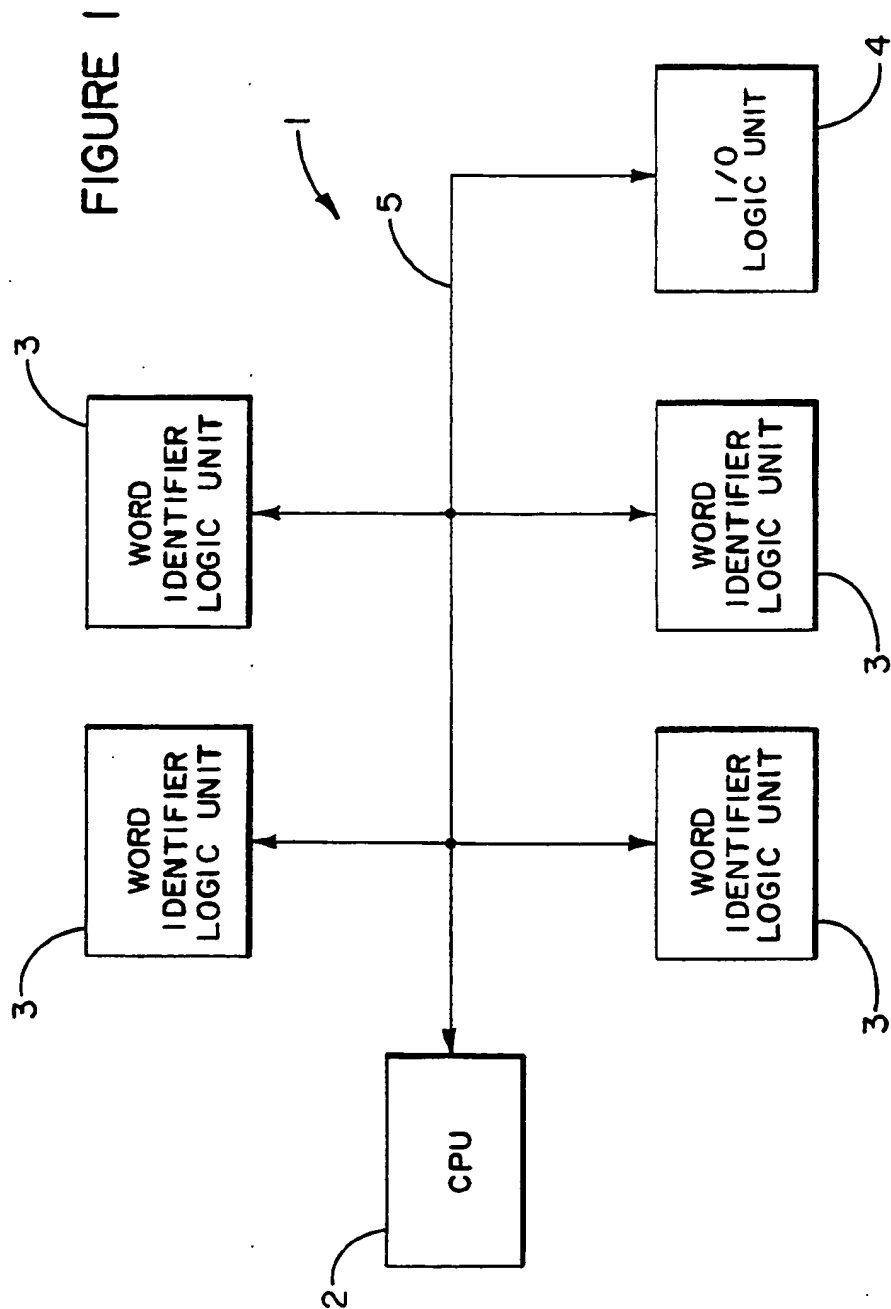 FIGURE 1
1
3
WORD
IDENTIFIER
LOGIC UNIT
3
WORD
IDENTIFIER
LOGIC UNIT
5
2
CPU
WORD
IDENTIFIER
LOGIC UNIT
3
WORD
IDENTIFIER
LOGIC UNIT
3
I/O
LOGIC UNIT
4